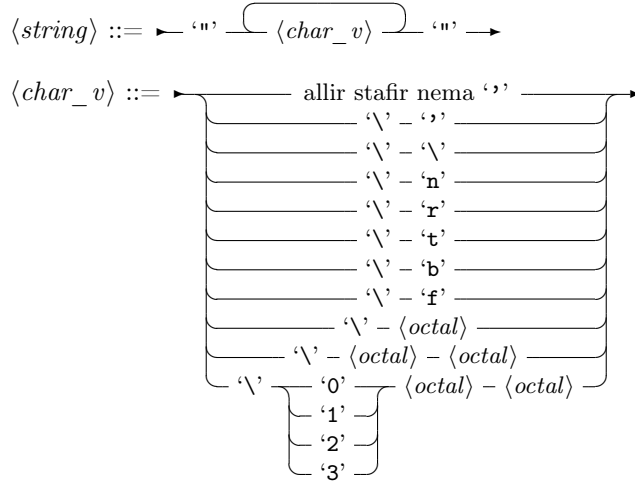 ⟨string⟩ ::= ‘"’ ⟨char_v⟩ ‘"’
⟨char_v⟩ ::= allir stafir nema ‘'’
‘\’ ‘'’
‘\’ ‘\’
‘\’ ‘n’
‘\’ ‘r’
‘\’ ‘t’
‘\’ ‘b’
‘\’ ‘f’
‘\’ ⟨octal⟩
‘\’ ⟨octal⟩ ⟨octal⟩
‘\’ ‘0’ ⟨octal⟩ ⟨octal⟩
‘1’
‘2’
‘3’